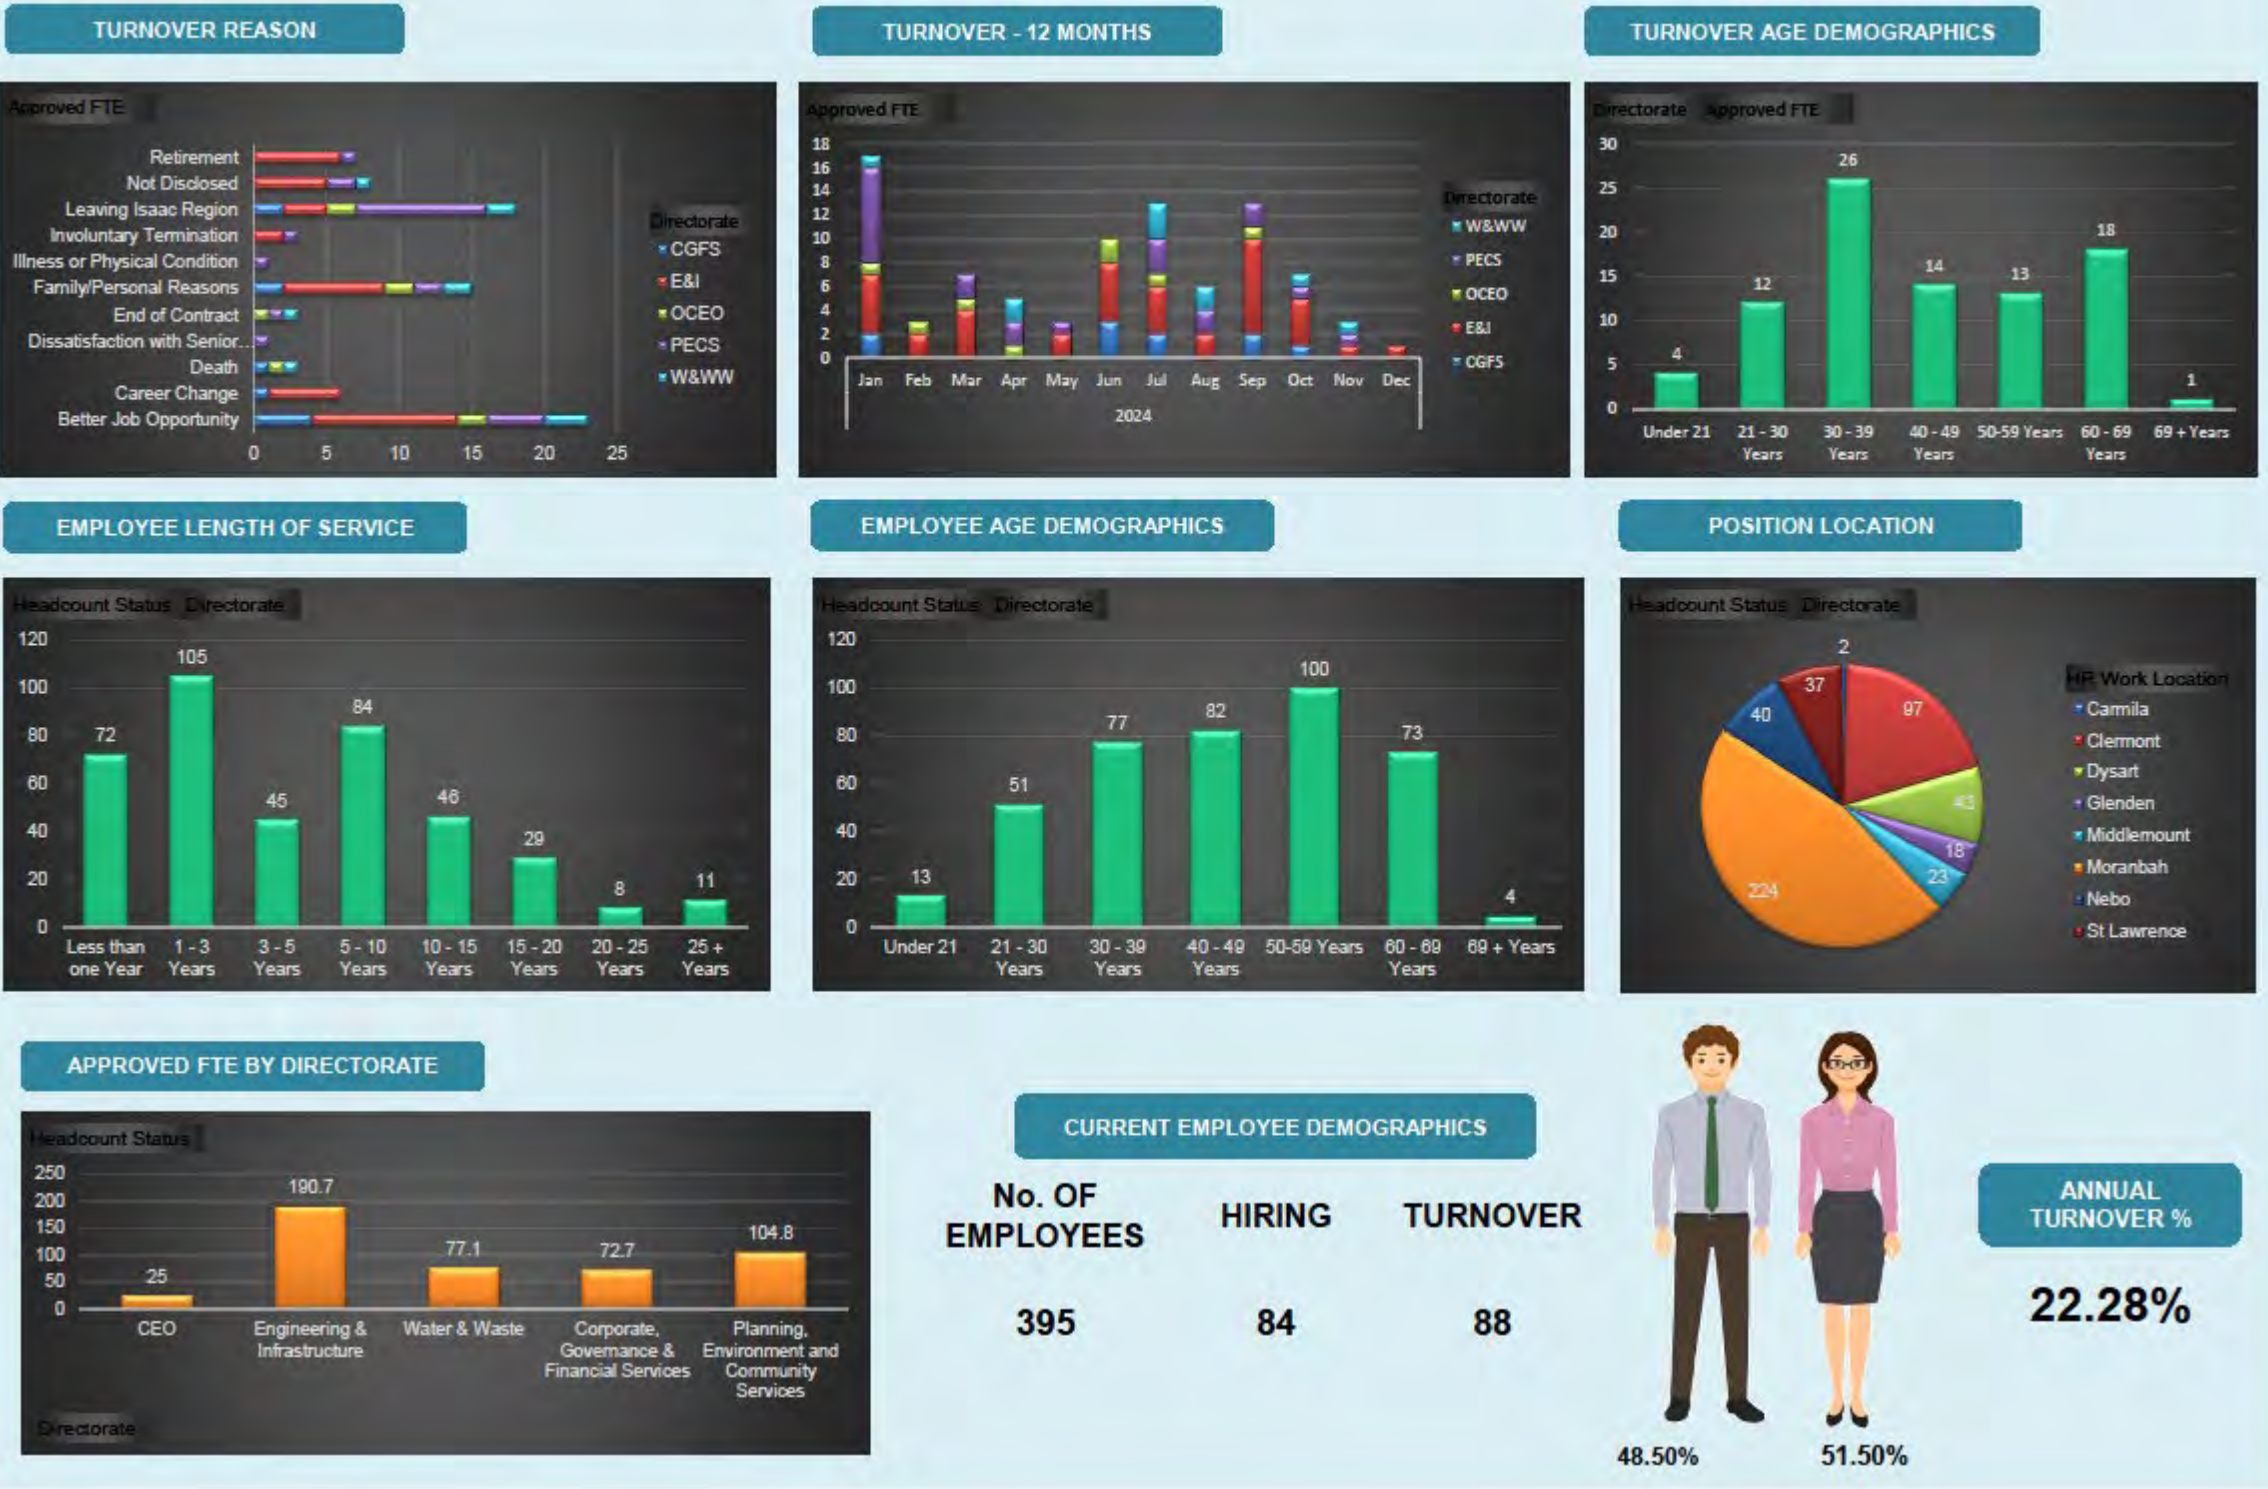 TURNOVER REASON
Approved FTE
Retirement
Not Disclosed
Leaving Isaac Region
Involuntary Termination
Illness or Physical Condition
Family/Personal Reasons
End of Contract
Dissatisfaction with Senior...
Death
Career Change
Better Job Opportunity
0 5 10 15 20 25
Directorate
CGFS
E&I
OCEO
PECS
W&WW
TURNOVER - 12 MONTHS
Approved FTE
18
16
14
12
10
8
6
4
2
0
Jan Feb Mar Apr May Jun Jul Aug Sep Oct Nov Dec
2024
Directorate
W&WW
PECS
OCEO
E&I
CGFS
TURNOVER AGE DEMOGRAPHICS
Directorate Approved FTE
30
25
20
15
10
5
0
4 12 26 14 13 18 1
Under 21 21 - 30 30 - 39 40 - 49 50-59 Years 60 - 69 69 + Years
Years Years Years Years
EMPLOYEE LENGTH OF SERVICE
Headcount Status Directorate
120
100
80
60
40
20
0
72 105 45 84 46 29 8 11
Less than 1 - 3 3 - 5 5 - 10 10 - 15 15 - 20 20 - 25 25 +
one Year Years Years Years Years Years Years Years
EMPLOYEE AGE DEMOGRAPHICS
Headcount Status Directorate
120
100
80
60
40
20
0
13 51 77 82 100 73 4
Under 21 21 - 30 30 - 39 40 - 49 50-59 Years 60 - 69 69 + Years
Years Years Years Years
POSITION LOCATION
Headcount Status Directorate
2
97
43
18
23
224
40
37
HR Work Location
Carmila
Clermont
Dysart
Glenden
Middlemount
Moranbah
Nebo
St Lawrence
APPROVED FTE BY DIRECTORATE
Headcount Status
250
200
150
100
50
0
25 190.7 77.1 72.7 104.8
CEO Engineering & Water & Waste Corporate, Planning,
Infrastructure Governance & Environment and
Financial Services Community
Services
Directorate
CURRENT EMPLOYEE DEMOGRAPHICS
No. OF
EMPLOYEES
HIRING
TURNOVER
395 84 88
48.50% 51.50%
ANNUAL
TURNOVER %
22.28%